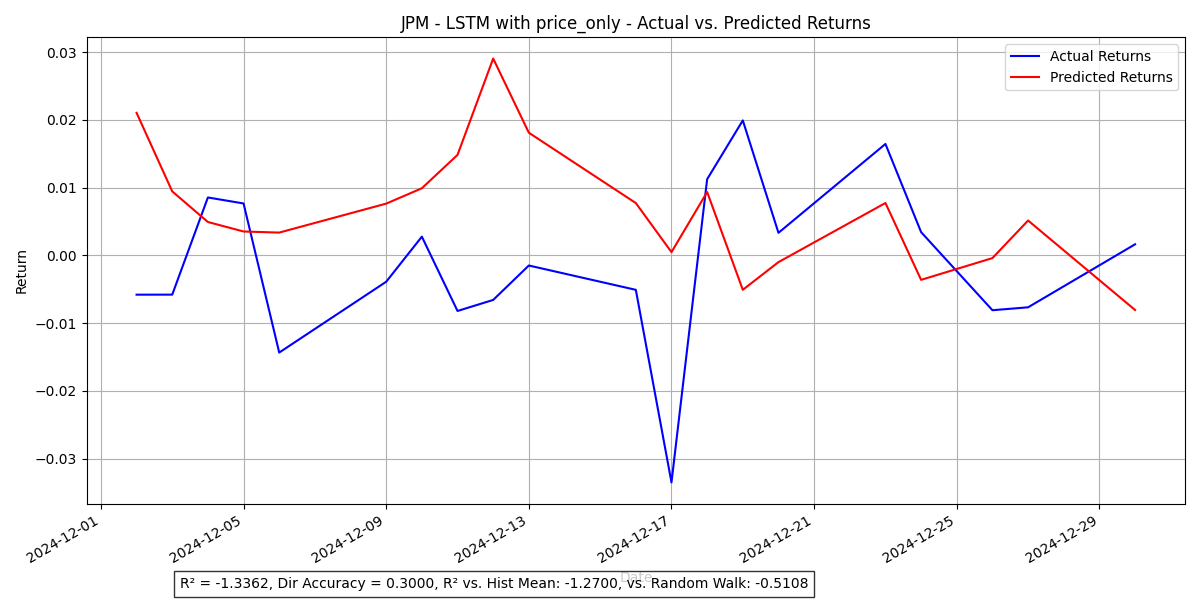 JPM - LSTM with price_only - Actual vs. Predicted Returns
Actual Returns
Predicted Returns
Return
0.03
0.02
0.01
0.00
−0.01
−0.02
−0.03
2024-12-01
2024-12-05
2024-12-09
2024-12-13
2024-12-17
2024-12-21
2024-12-25
2024-12-29
Date
R² = -1.3362, Dir Accuracy = 0.3000, R² vs. Hist Mean: -1.2700, vs. Random Walk: -0.5108